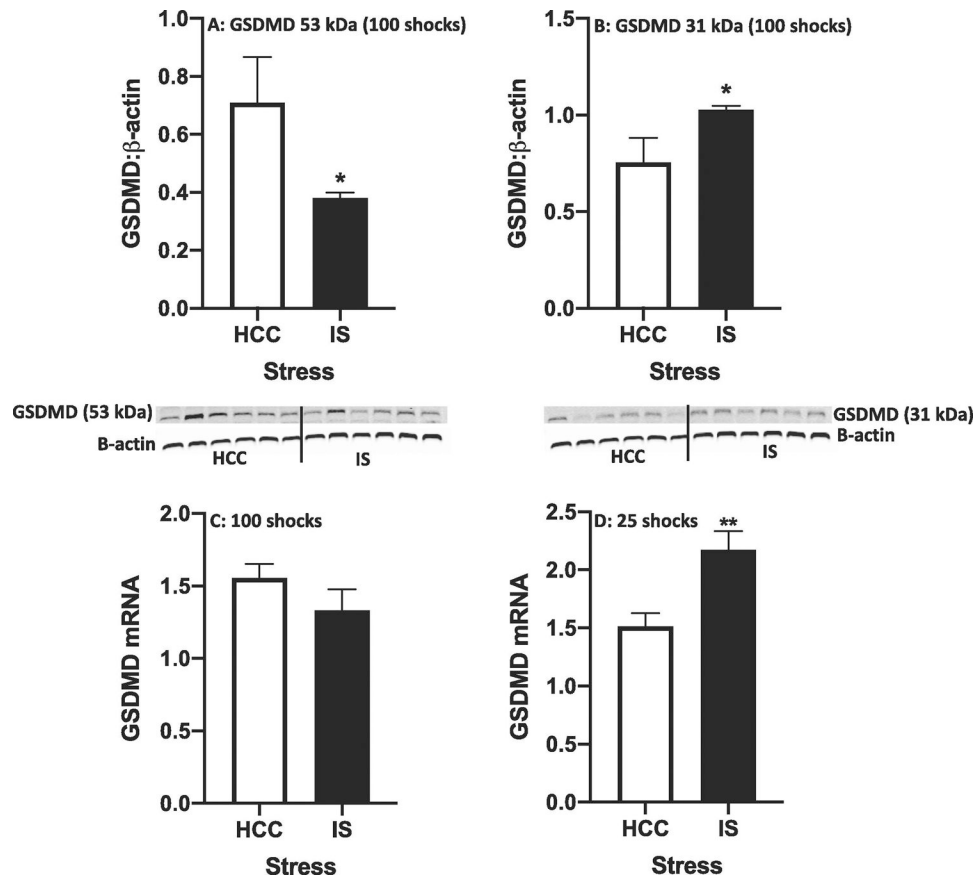 A: GSDMD 53 kDa (100 shocks)
GSDMD:β-actin
1.0
0.8
0.6
0.4
0.2
0.0
*
HCC IS
Stress
B: GSDMD 31 kDa (100 shocks)
GSDMD:β-actin
1.5
1.0
0.5
0.0
*
HCC IS
Stress
GSDMD (53 kDa)
B-actin
HCC IS
GSDMD (31 kDa)
B-actin
HCC IS
C: 100 shocks
GSDMD mRNA
2.0
1.5
1.0
0.5
0.0
HCC IS
Stress
D: 25 shocks
GSDMD mRNA
2.5
2.0
1.5
1.0
0.5
0.0
**
HCC IS
Stress